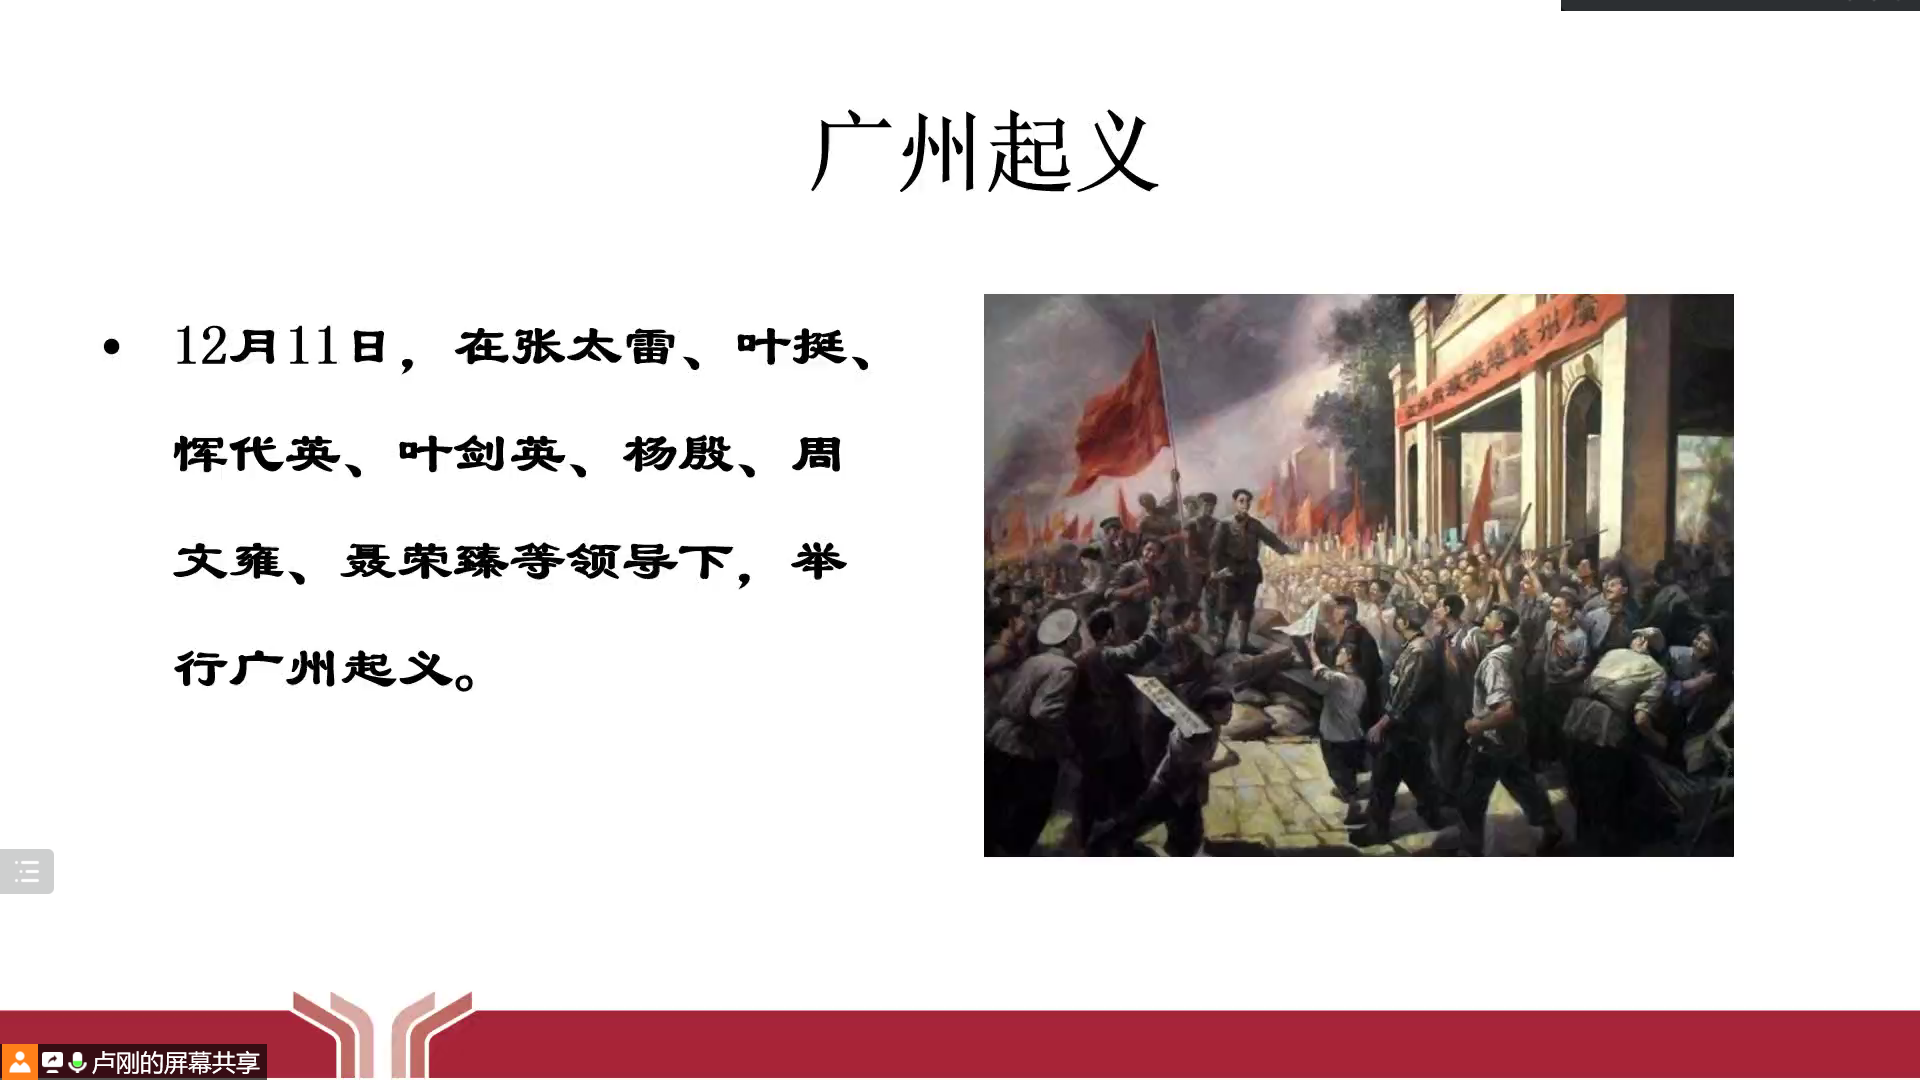 广州起义
• 12月11日，在张太雷、叶挺、
恽代英、叶剑英、杨殷、周
文雍、聂荣臻等领导下，举
行广州起义。
卢刚的屏幕共享